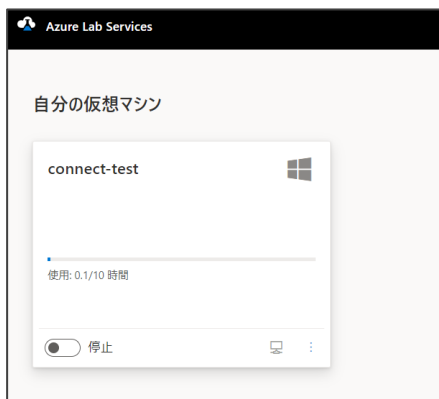 Azure Lab Services
自分の仮想マシン
connect-test
使用: 0.1/10 時間
停止